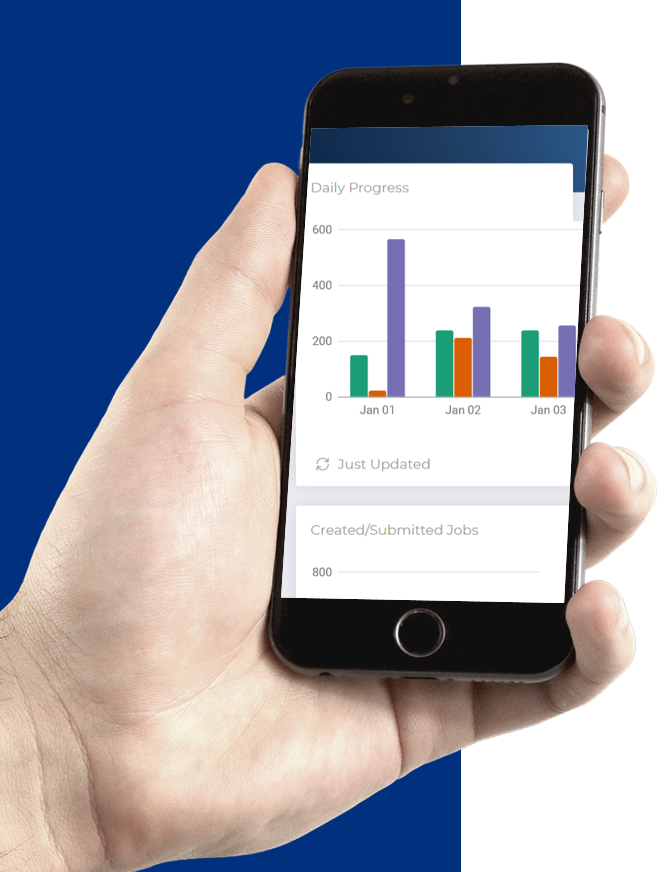 Daily Progress
600
400
200
0
Jan 01 Jan 02 Jan 03
Just Updated
Created/Submitted Jobs
800